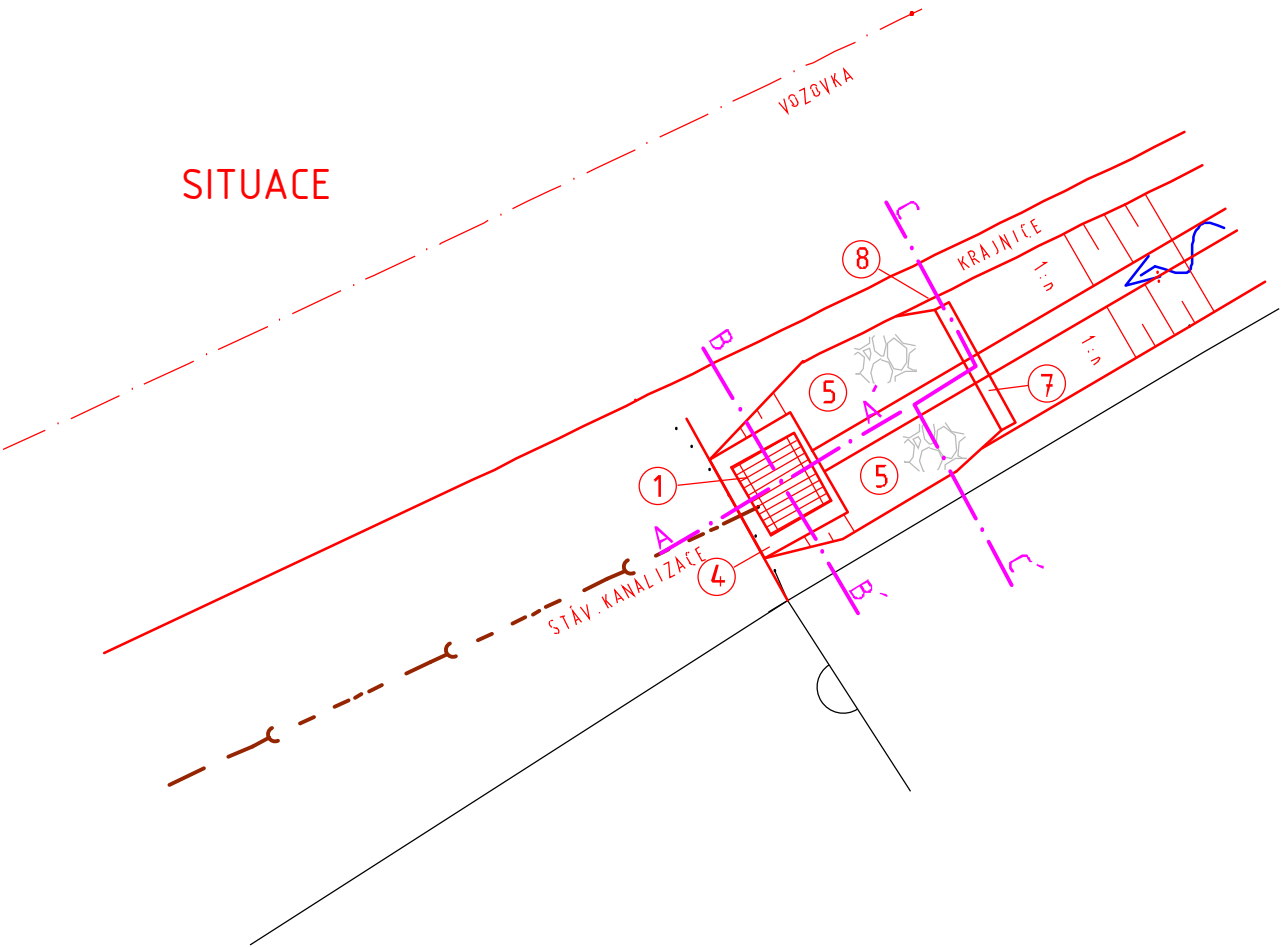 VOZOVKA
SITUACE
C
KRAJNICE
8
1:n
B
1:n
5
7
A´
1
5
A
4
STÁV.KANALIZACE
C´
B´